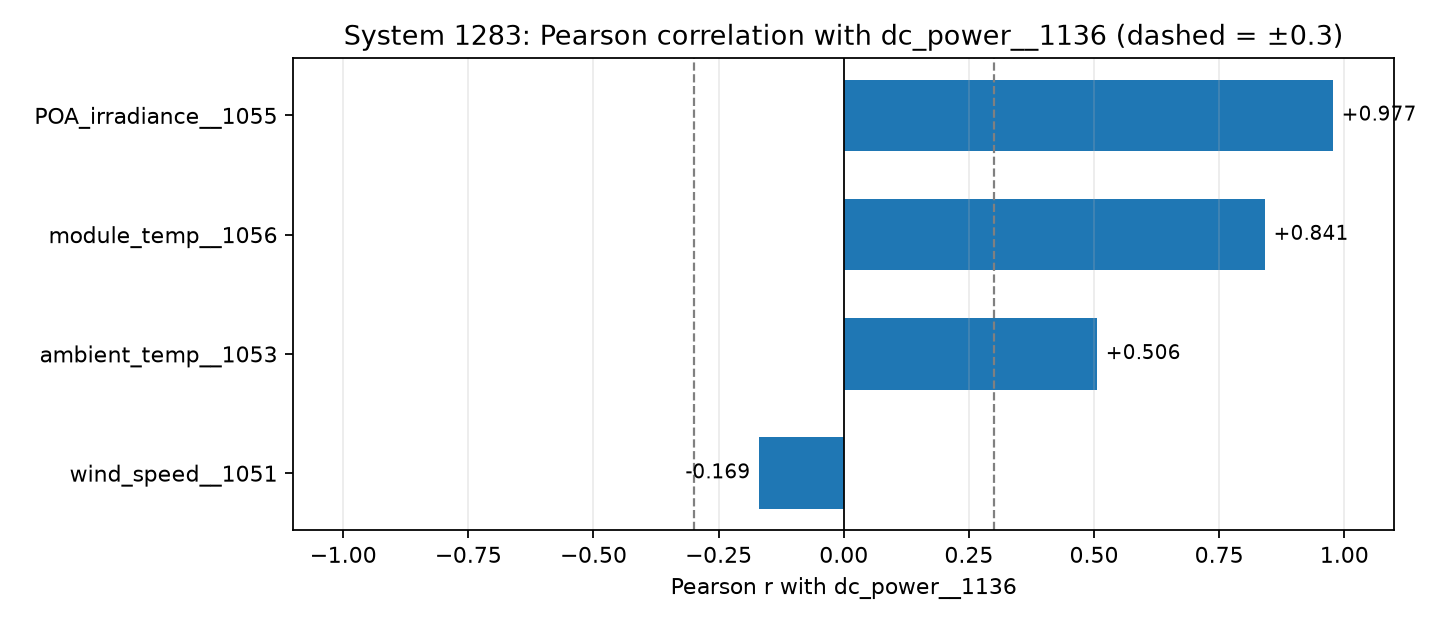 System 1283: Pearson correlation with dc_power__1136 (dashed = ±0.3)
POA_irradiance__1055
+0.977
module_temp__1056
+0.841
ambient_temp__1053
+0.506
wind_speed__1051
-0.169
−1.00 −0.75 −0.50 −0.25 0.00 0.25 0.50 0.75 1.00
Pearson r with dc_power__1136